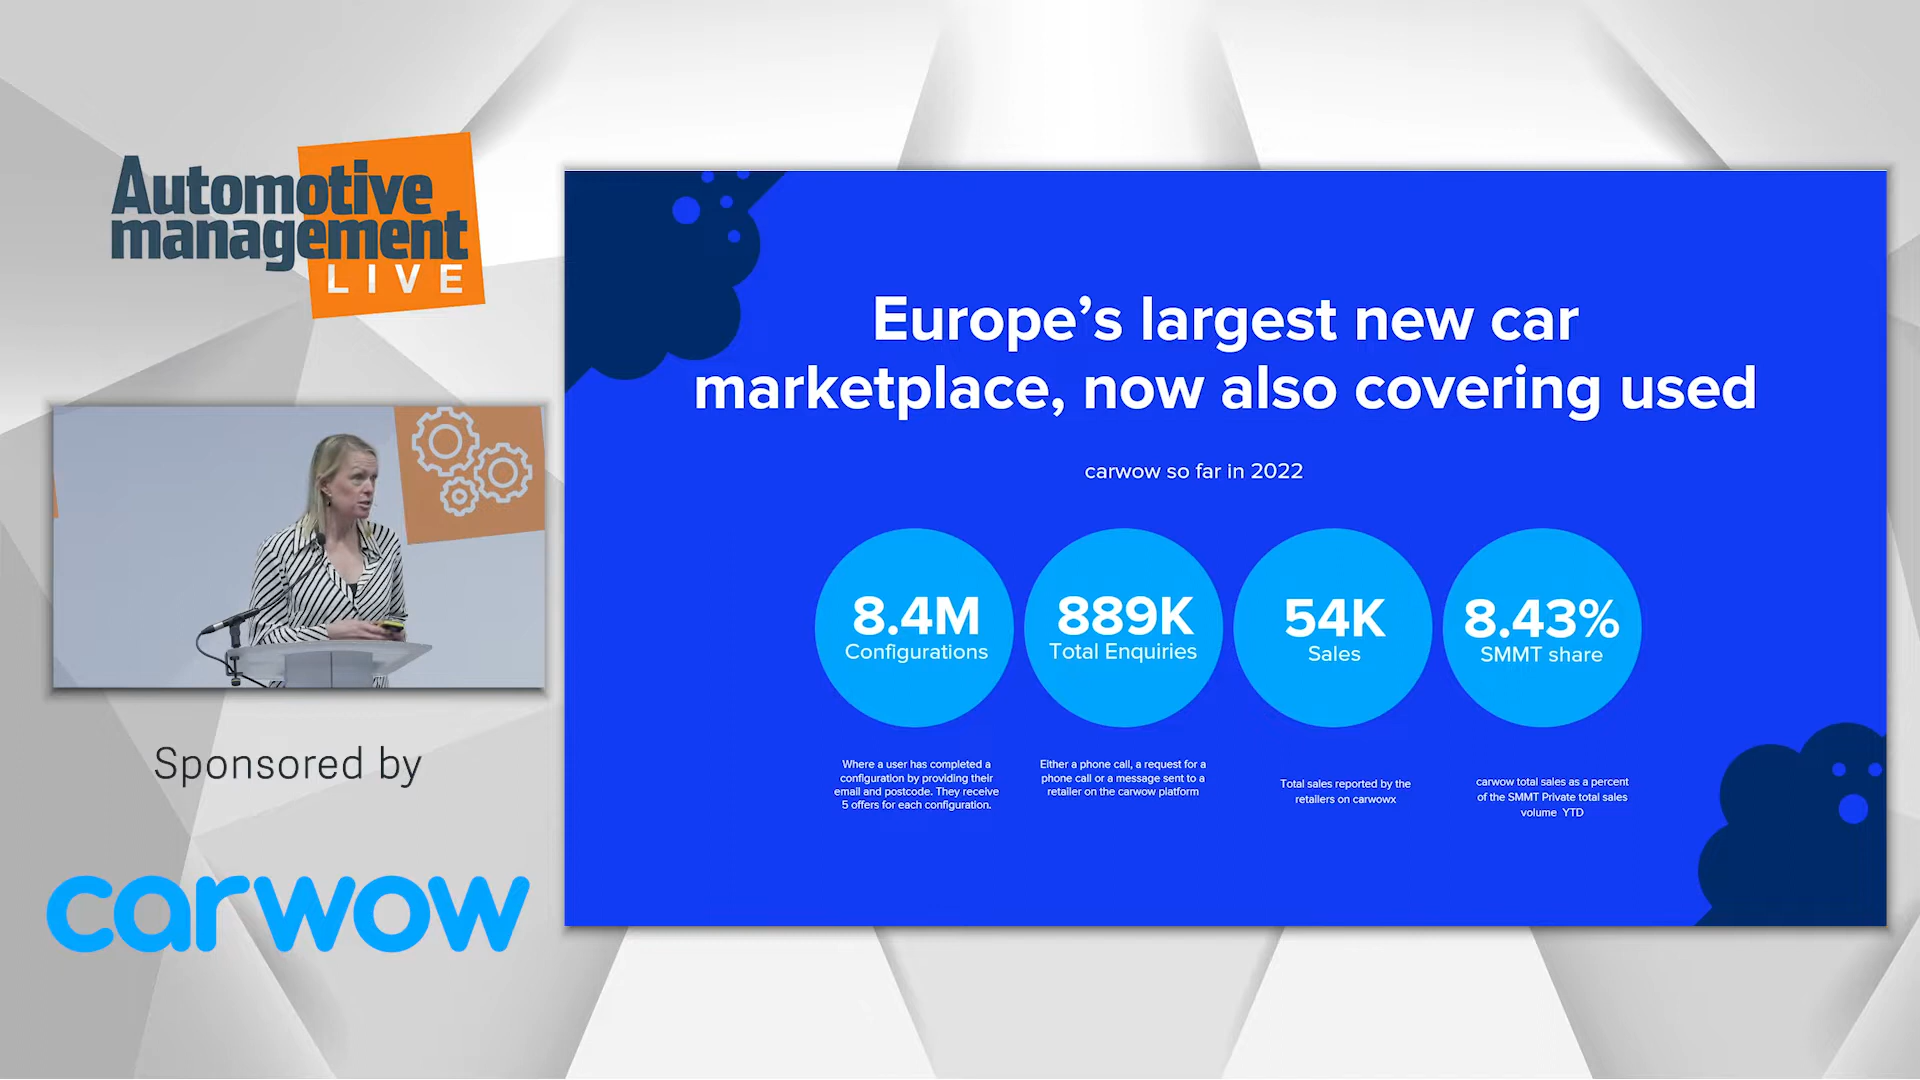 Automotive
management
LIVE
Sponsored by
carwow
Europe’s largest new car
marketplace, now also covering used
carwow so far in 2022
8.4M
Configurations
Where a user has completed a
configuration by providing their
email and postcode. They receive
5 offers for each configuration.
889K
Total Enquiries
Either a phone call, a request for a
phone call or a message sent to a
retailer on the carwow platform
54K
Sales
Total sales reported by the
retailers on carwowx
8.43%
SMMT share
carwow total sales as a percent
of the SMMT Private total sales
volume YTD